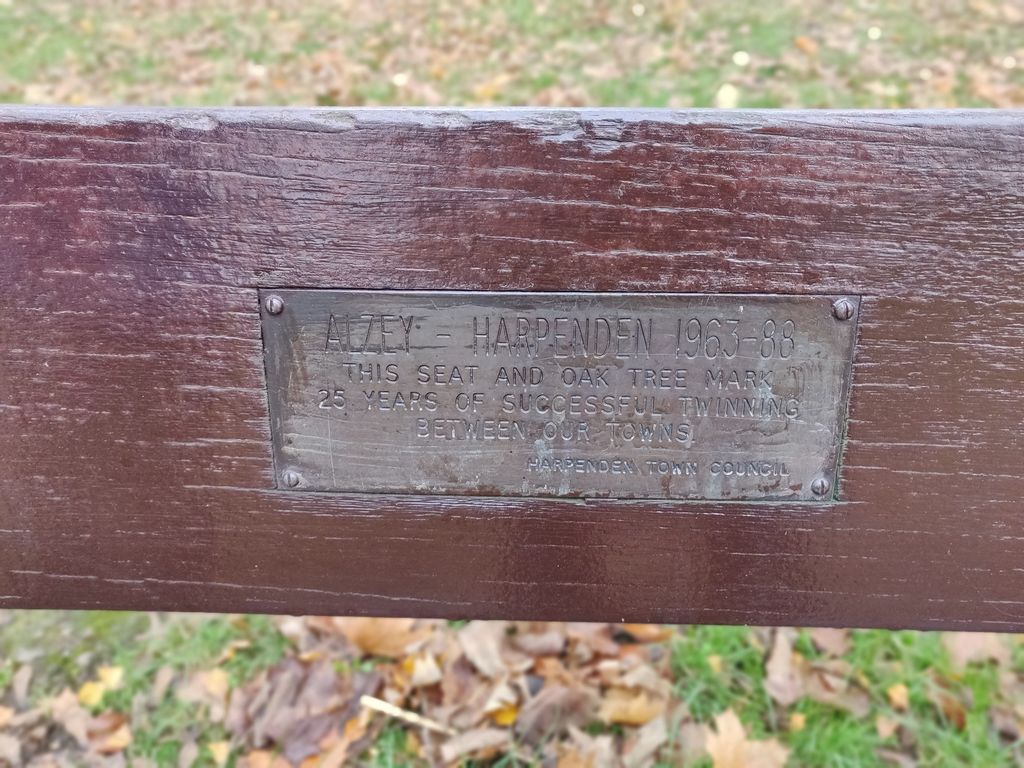 ALZEY - HARPENDEN 1963-88
THIS SEAT AND OAK TREE MARK
25 YEARS OF SUCCESSFUL TWINNING
BETWEEN OUR TOWNS
HARPENDEN TOWN COUNCIL